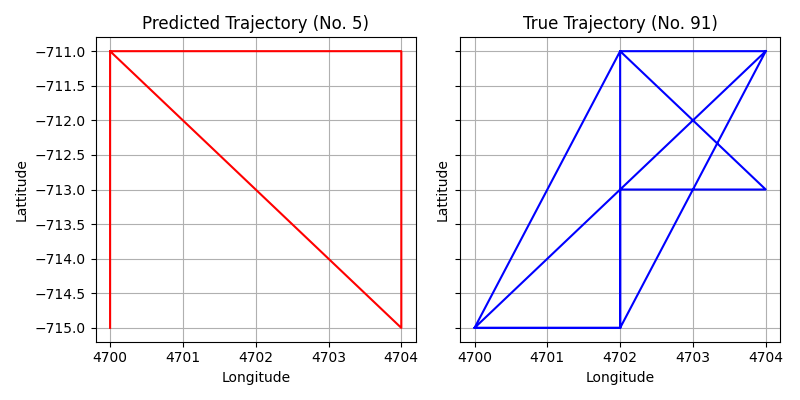 Predicted Trajectory (No. 5)
True Trajectory (No. 91)
Lattitude
−711.0
−711.5
−712.0
−712.5
−713.0
−713.5
−714.0
−714.5
−715.0
4700 4701 4702 4703 4704
Longitude
Lattitude
4700 4701 4702 4703 4704
Longitude